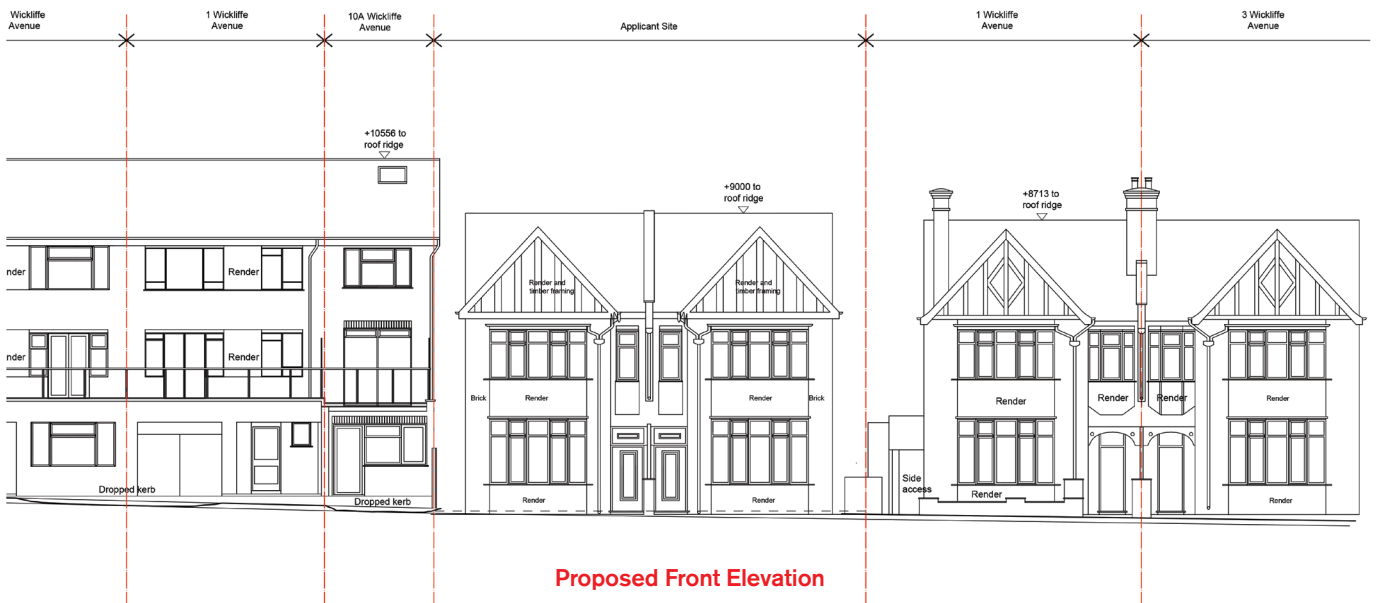 Wickliffe
Avenue
1 Wickliffe
Avenue
10A Wickliffe
Avenue
Applicant Site
1 Wickliffe
Avenue
3 Wickliffe
Avenue
+10556 to
roof ridge
+9000 to
roof ridge
+8713 to
roof ridge
nder
Render
Render and
timber framing
Render and
timber framing
nder
Render
Brick
Render
Render
Brick
Render
Render
Render
Render
Dropped kerb
Dropped kerb
Side
access
Render
Render
Render
Render
Proposed Front Elevation